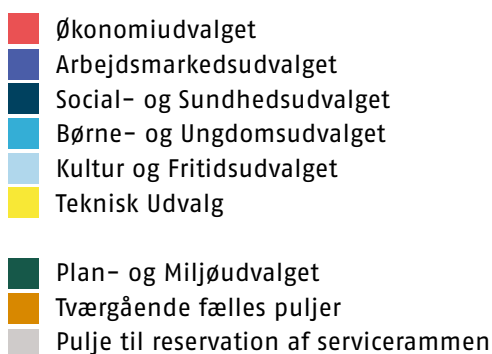 Økonomiudvalget
Arbejdsmarkedsudvalget
Social- og Sundhedsudvalget
Børne- og Ungdomsudvalget
Kultur og Fritidsudvalget
Teknisk Udvalg
Plan- og Miljøudvalget
Tværgående fælles puljer
Pulje til reservation af servicerammen